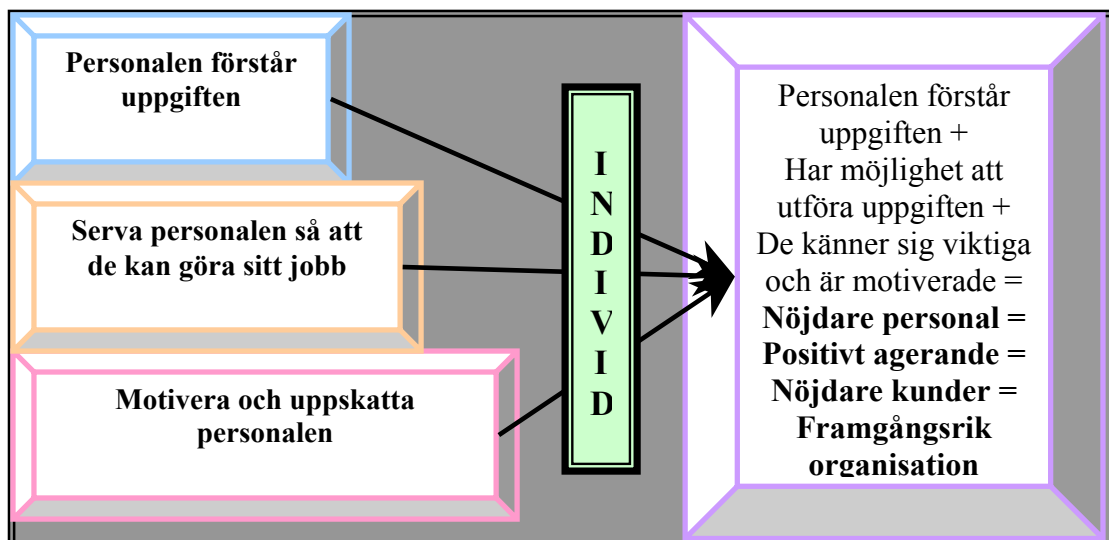 Personalen förstår
uppgiften
Serva personalen så att
de kan göra sitt jobb
Motivera och uppskatta
personalen
I
N
D
I
V
I
D
Personalen förstår
uppgiften +
Har möjlighet att
utföra uppgiften +
De känner sig viktiga
och är motiverade =
Nöjdare personal =
Positivt agerande =
Nöjdare kunder =
Framgångsrik
organisation